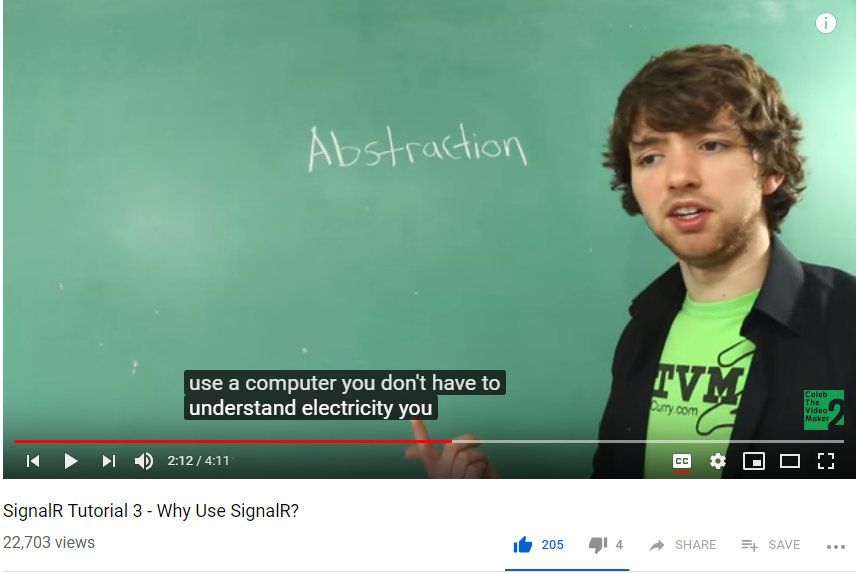 Abstraction
TVM
Curry.com
2
Caleb
The
Video
Maker
2
use a computer you don't have to
understand electricity you
2:12 / 4:11
CC
SignalR Tutorial 3 - Why Use SignalR?
22,703 views
205
4
SHARE
SAVE